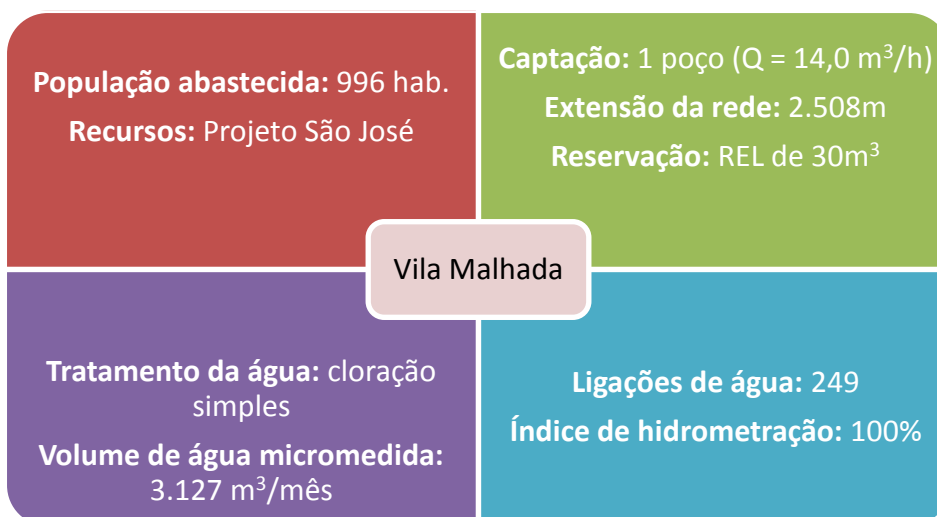 População abastecida: 996 hab.
Recursos: Projeto São José
Captação: 1 poço (Q = 14,0 m³/h)
Extensão da rede: 2.508m
Reservação: REL de 30m³
Vila Malhada
Tratamento da água: cloração
simples
Volume de água micromedida:
3.127 m³/mês
Ligações de água: 249
Índice de hidrometração: 100%